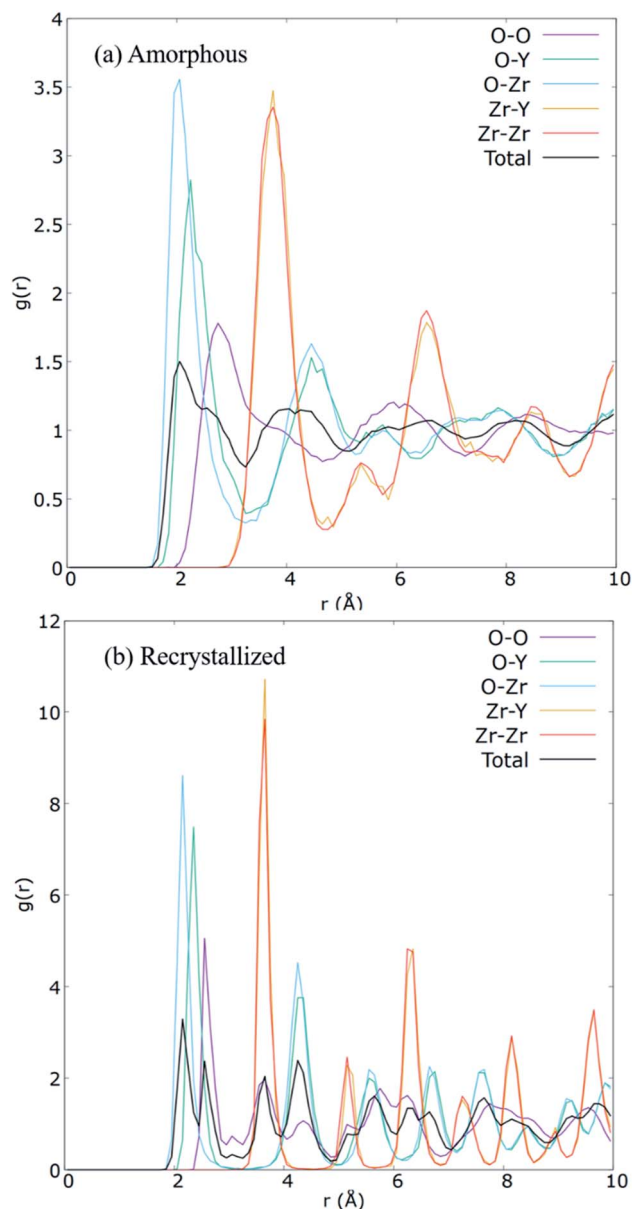 (a) Amorphous
O-O
O-Y
O-Zr
Zr-Y
Zr-Zr
Total
4
3.5
3
2.5
2
1.5
1
0.5
0
g(r)
0 2 4 6 8 10
r (Å)
(b) Recrystallized
O-O
O-Y
O-Zr
Zr-Y
Zr-Zr
Total
12
10
8
6
4
2
0
g(r)
0 2 4 6 8 10
r (Å)